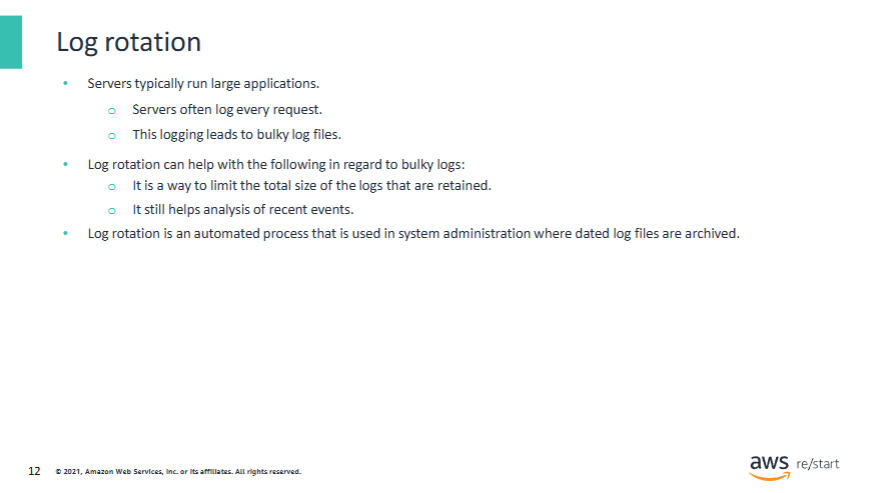 Log rotation
• Servers typically run large applications.
o Servers often log every request.
o This logging leads to bulky log files.
• Log rotation can help with the following in regard to bulky logs:
o It is a way to limit the total size of the logs that are retained.
o It still helps analysis of recent events.
• Log rotation is an automated process that is used in system administration where dated log files are archived.
12 © 2021, Amazon Web Services, Inc. or its affiliates. All rights reserved.
aws re/start